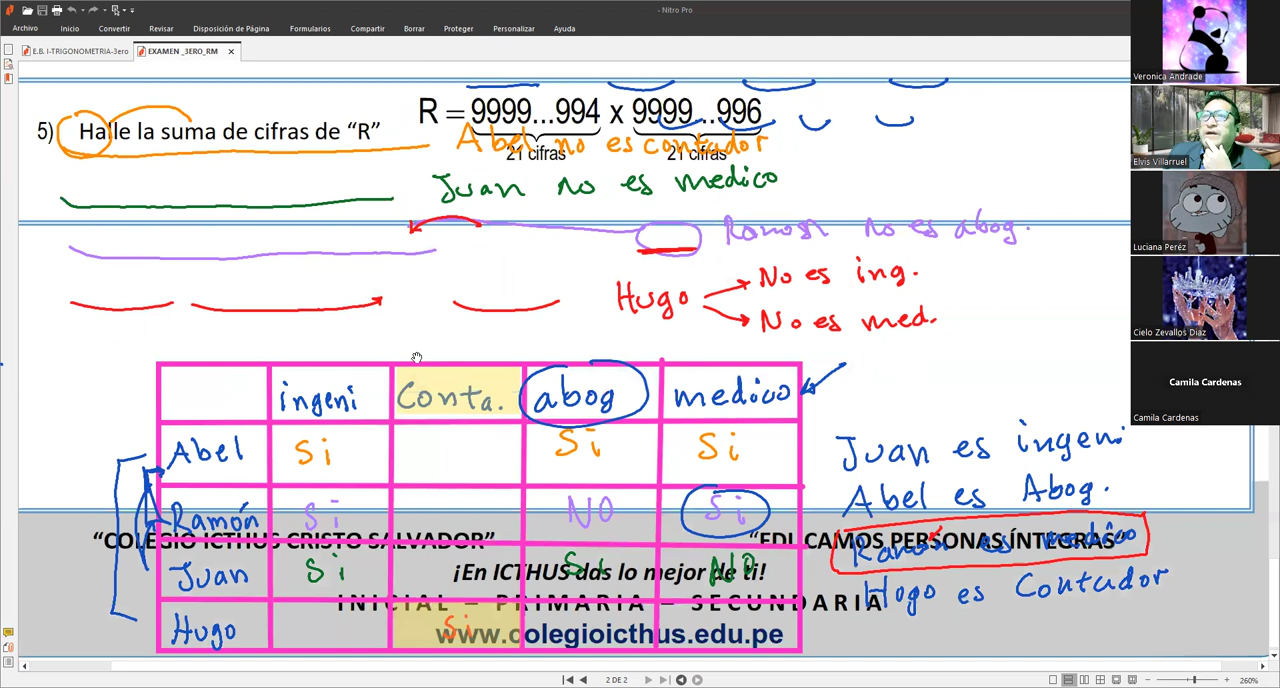 - Nitro Pro
Archivo Inicio Convertir Revisar Disposición de Página Formularios Compartir Borrar Proteger Personalizar Ayuda
E.B. I-TRIGONOMETRIA-3ero EXAMEN _3ERO_RM
5) Halle la suma de cifras de “R”
R = 9999...994 x 9999...996
21 cifras 21 cifras
Abel no es contador
Juan no es medico
no es abog.
Hugo
No es ing.
No es med.
ingeni Conta. abog medico
Abel Si Si Si
Ramón Si NO Si
Juan Si Si NO
Hugo Si
Juan es ingeni
Abel es Abog.
Ramon es medico
Hogo es Contador
“COLEGIO ICTHUS CRISTO SALVADOR” “EDUCAMOS PERSONAS ÍNTEGRAS”
¡En ICTHUS das lo mejor de ti!
INICIAL – PRIMARIA – SECUNDARIA
www.colegioicthus.edu.pe
2 DE 2
260%
Veronica Andrade
Elvis Villarruel
Luciana Peréz
Cielo Zevallos Diaz
Camila Cardenas
Camila Cardenas